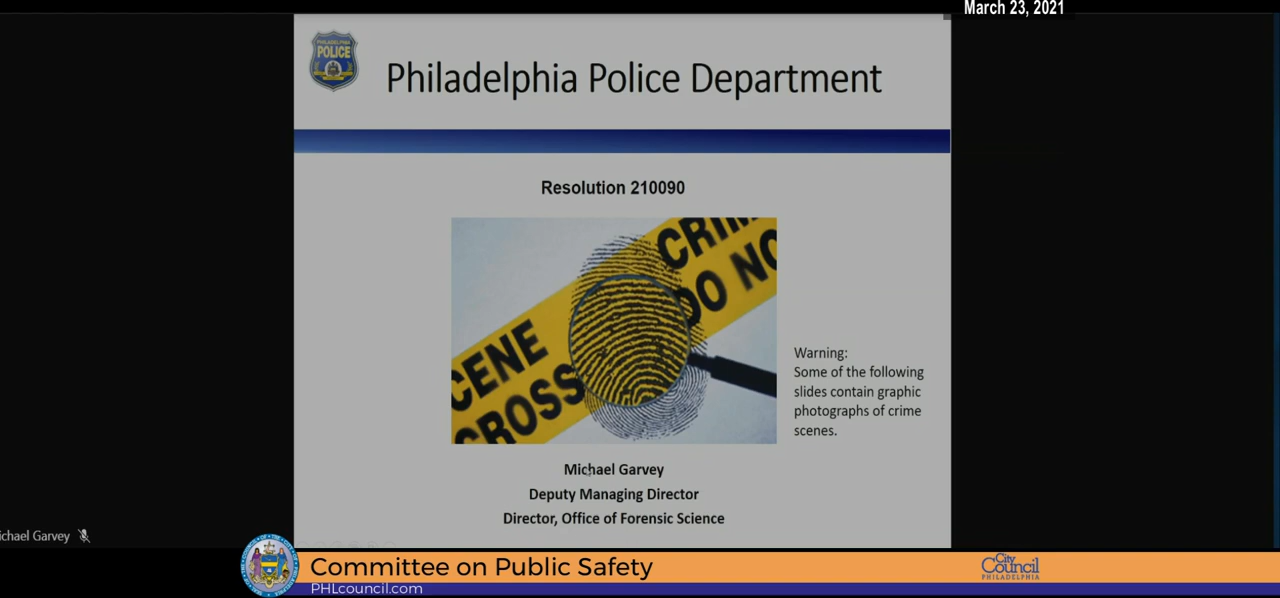 March 23, 2021
PHILADELPHIA
POLICE
Philadelphia Police Department
Resolution 210090
CRIM
DO NO
CENE
CROSS
Warning:
Some of the following
slides contain graphic
photographs of crime
scenes.
Michael Garvey
Deputy Managing Director
Director, Office of Forensic Science
ichael Garvey
Committee on Public Safety
City
Council
PHILADELPHIA
PHLcouncil.com